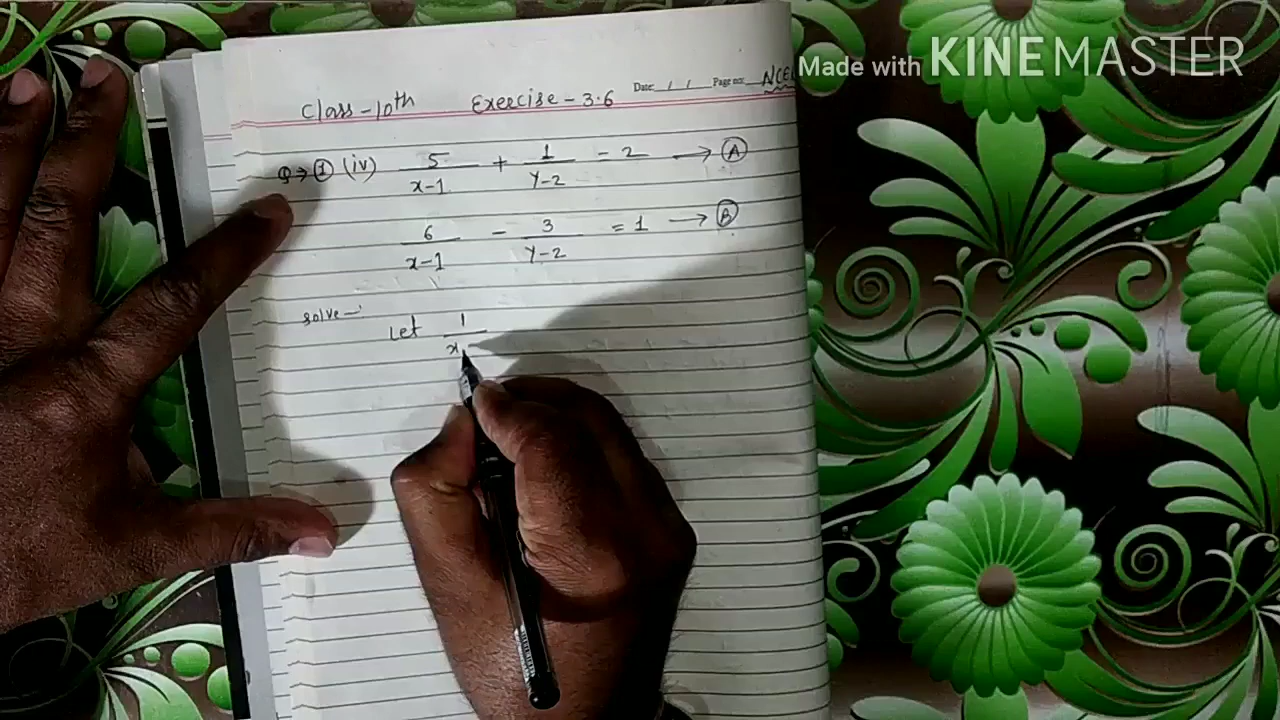 Made with KINEMASTER
Date: / / Page no:
Class-10th Exercise-3.6
Q→ ① (iv) 5/x-1 + 1/y-2 = 2 → Ⓐ
6/x-1 - 3/y-2 = 1 → Ⓑ
solve-:
Let 1/x